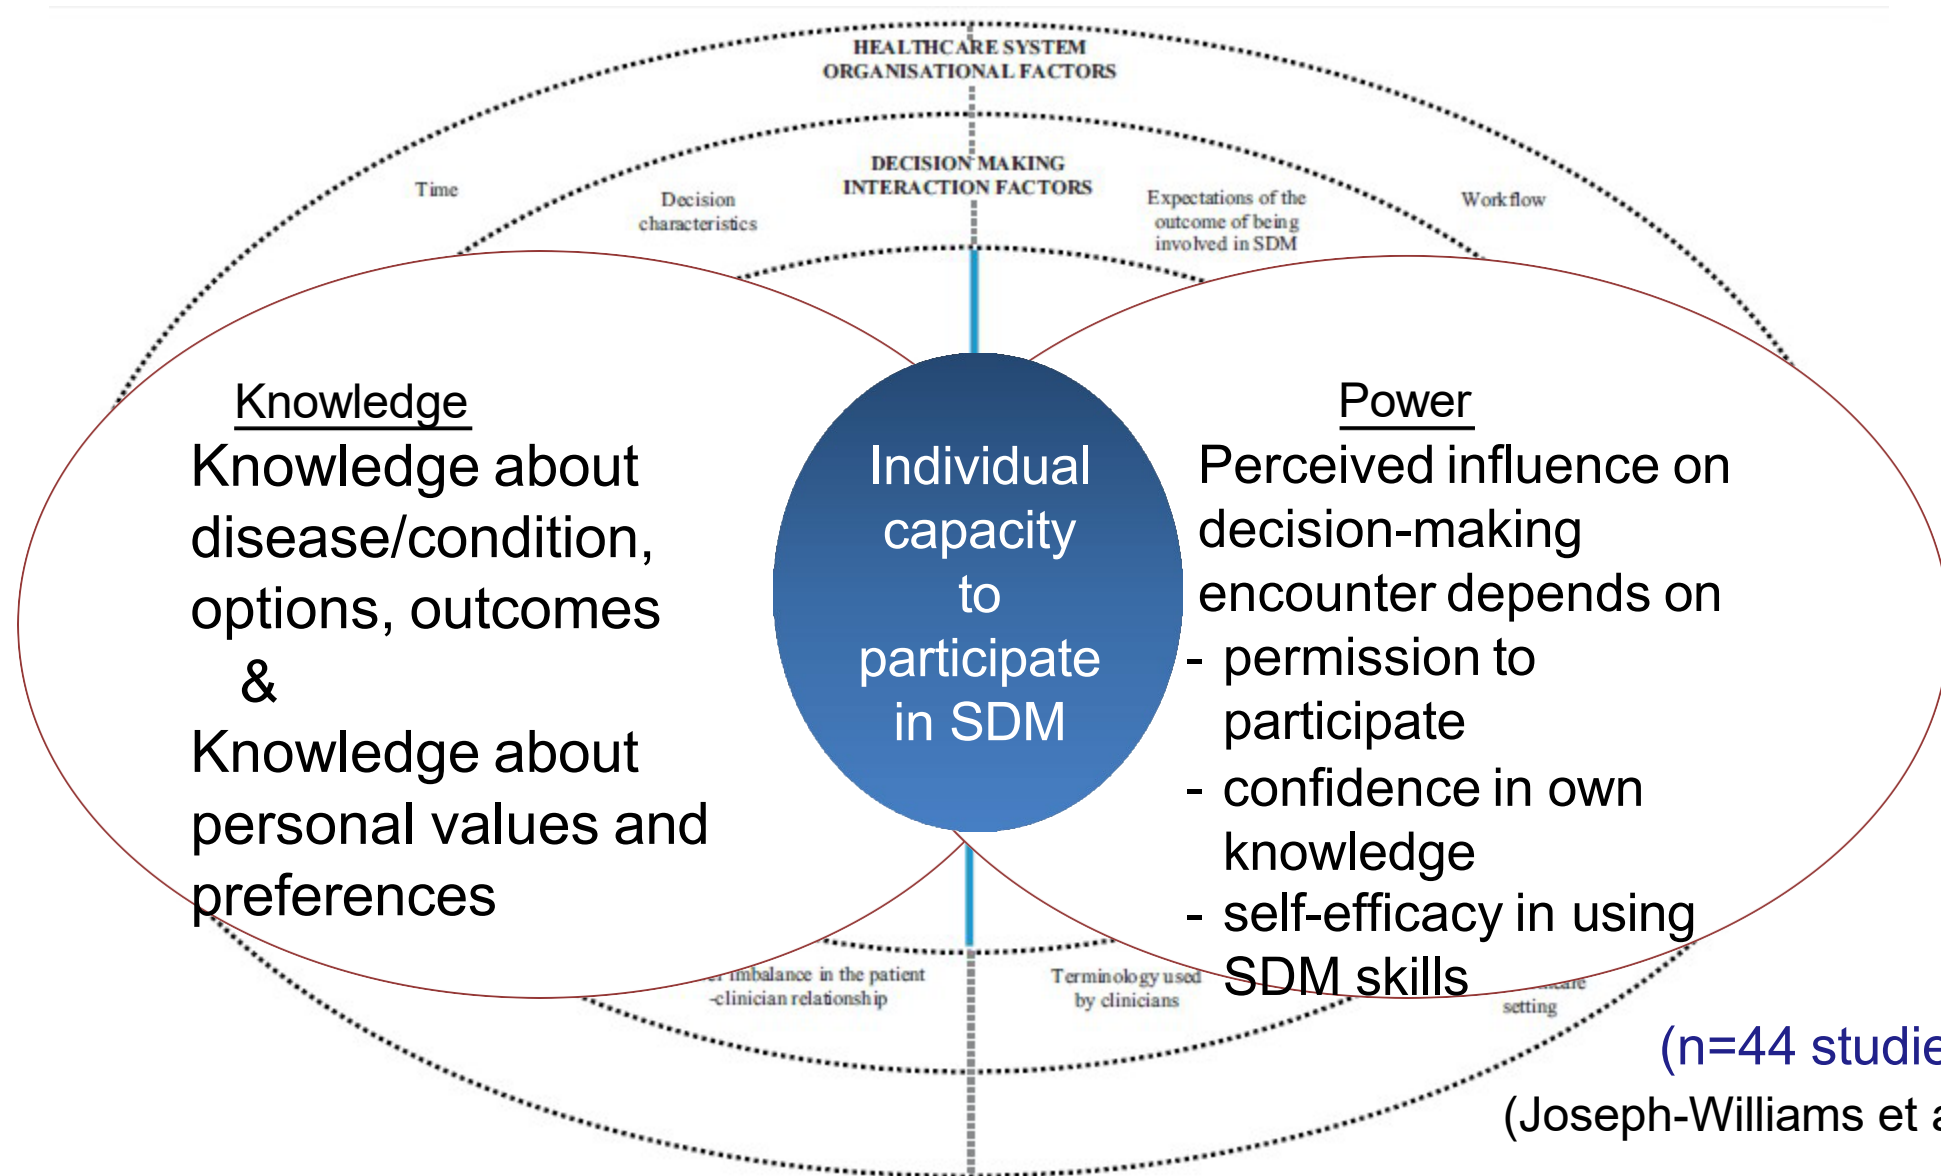 HEALTHCARE SYSTEM
ORGANISATIONAL FACTORS
DECISION MAKING
INTERACTION FACTORS
Time
Decision
characteristics
Expectations of the
outcome of being
involved in SDM
Workflow
Knowledge
Knowledge about
disease/condition,
options, outcomes
&
Knowledge about
personal values and
preferences
Individual
capacity
to
participate
in SDM
Power
Perceived influence on
decision-making
encounter depends on
- permission to
participate
- confidence in own
knowledge
- self-efficacy in using
SDM skills
imbalance in the patient
-clinician relationship
Terminology used
by clinicians
setting
(n=44 studie
(Joseph-Williams et a